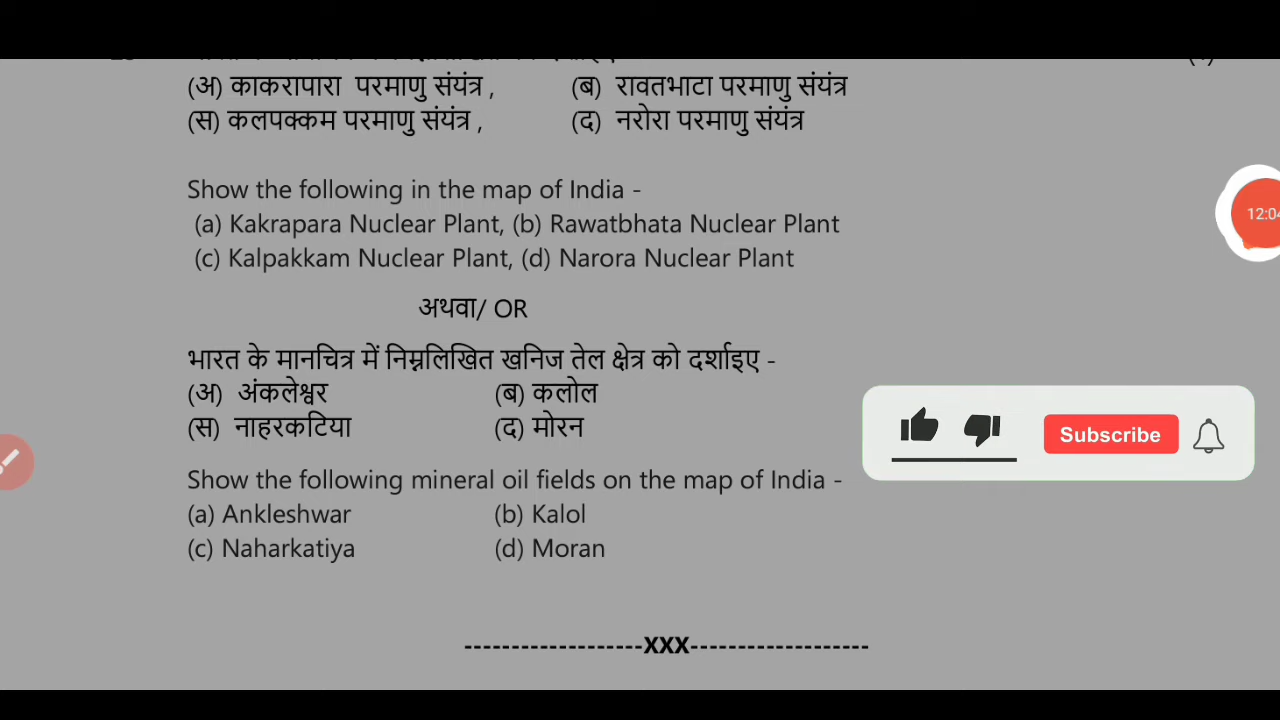 (अ) काकरापारा परमाणु संयंत्र , (ब) रावतभाटा परमाणु संयंत्र
(स) कलपक्कम परमाणु संयंत्र , (द) नरोरा परमाणु संयंत्र
Show the following in the map of India -
(a) Kakrapara Nuclear Plant, (b) Rawatbhata Nuclear Plant
(c) Kalpakkam Nuclear Plant, (d) Narora Nuclear Plant
अथवा/ OR
भारत के मानचित्र में निम्नलिखित खनिज तेल क्षेत्र को दर्शाइए -
(अ) अंकलेश्वर (ब) कलोल
(स) नाहरकटिया (द) मोरन
Show the following mineral oil fields on the map of India -
(a) Ankleshwar (b) Kalol
(c) Naharkatiya (d) Moran
-------------------XXX-------------------
12:04
Subscribe